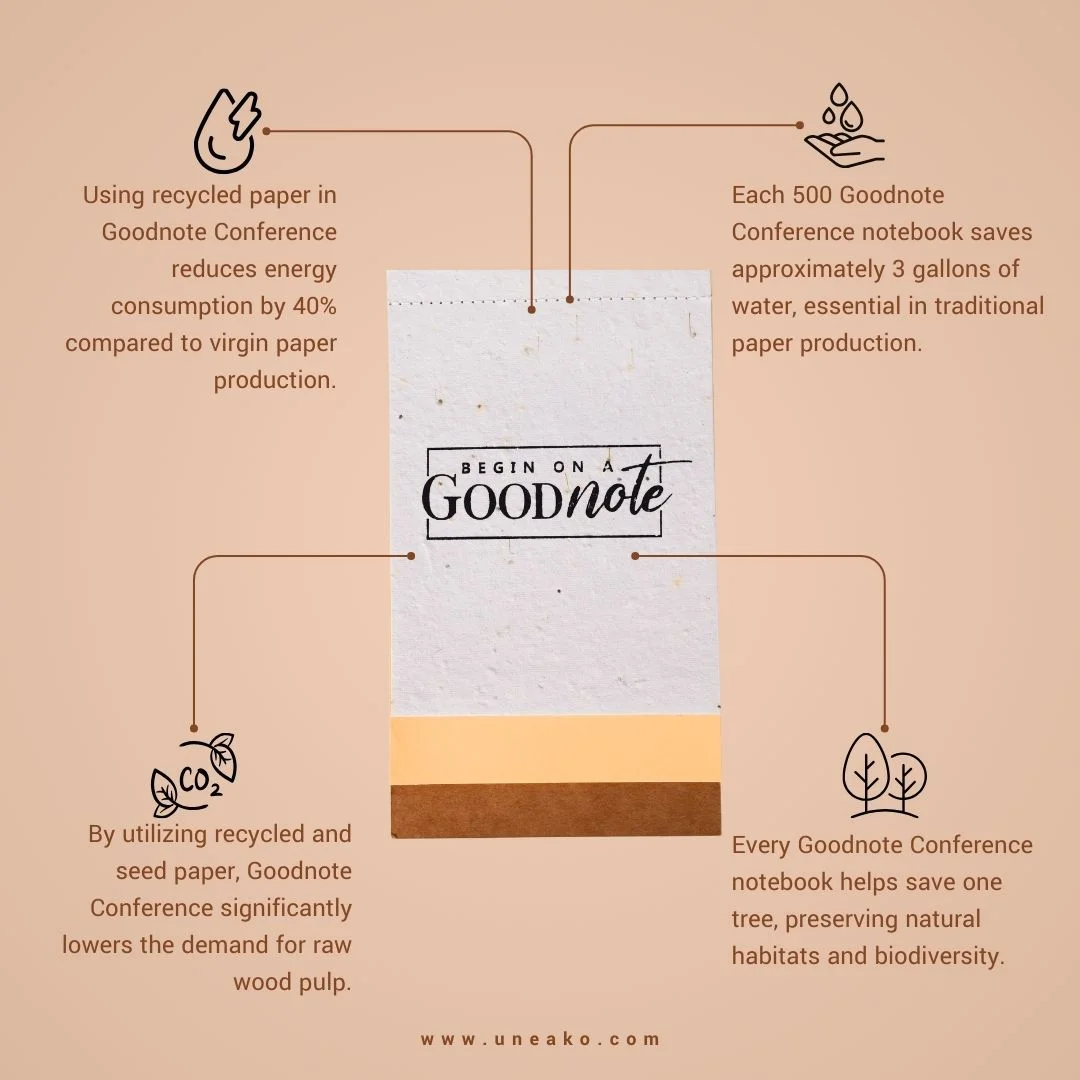 Using recycled paper in
Goodnote Conference
reduces energy
consumption by 40%
compared to virgin paper
production.
Each 500 Goodnote
Conference notebook saves
approximately 3 gallons of
water, essential in traditional
paper production.
BEGIN ON A
GOODnote
CO2
By utilizing recycled and
seed paper, Goodnote
Conference significantly
lowers the demand for raw
wood pulp.
Every Goodnote Conference
notebook helps save one
tree, preserving natural
habitats and biodiversity.
www.uneako.com